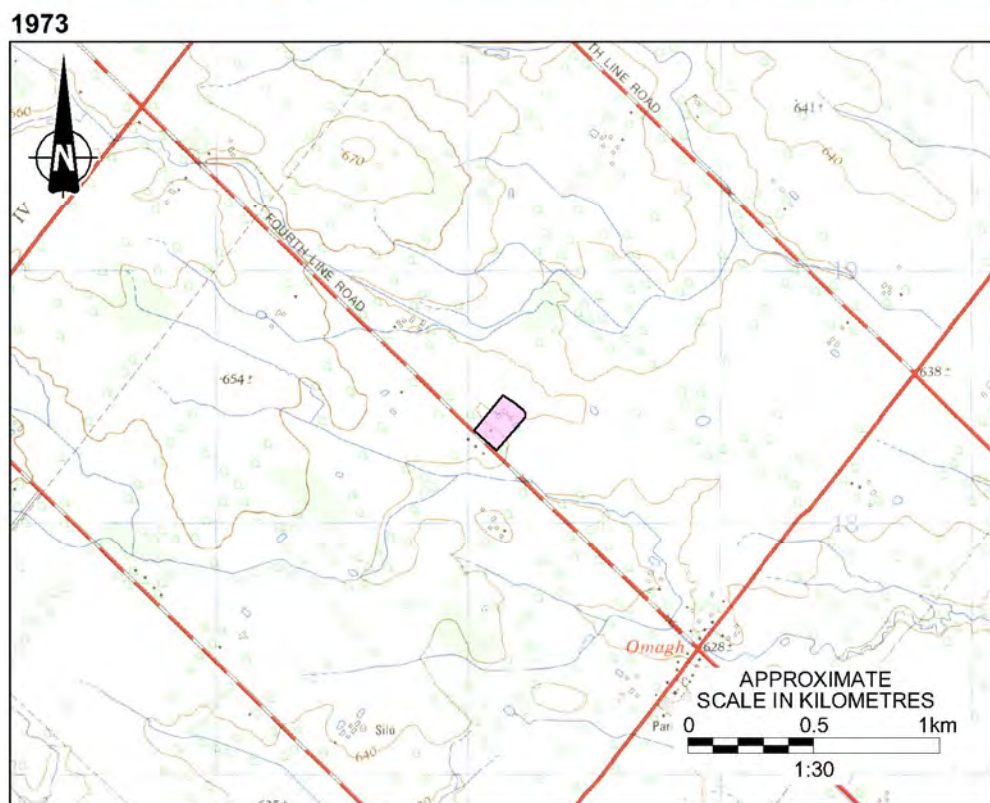 1973
TH LINE ROAD
641±
660
670
640
N
IV
FOURTH LINE ROAD
19
654±
638±
18
Omagh
628±
APPROXIMATE
SCALE IN KILOMETRES
Silo
Par
0 0.5 1km
640
1:30